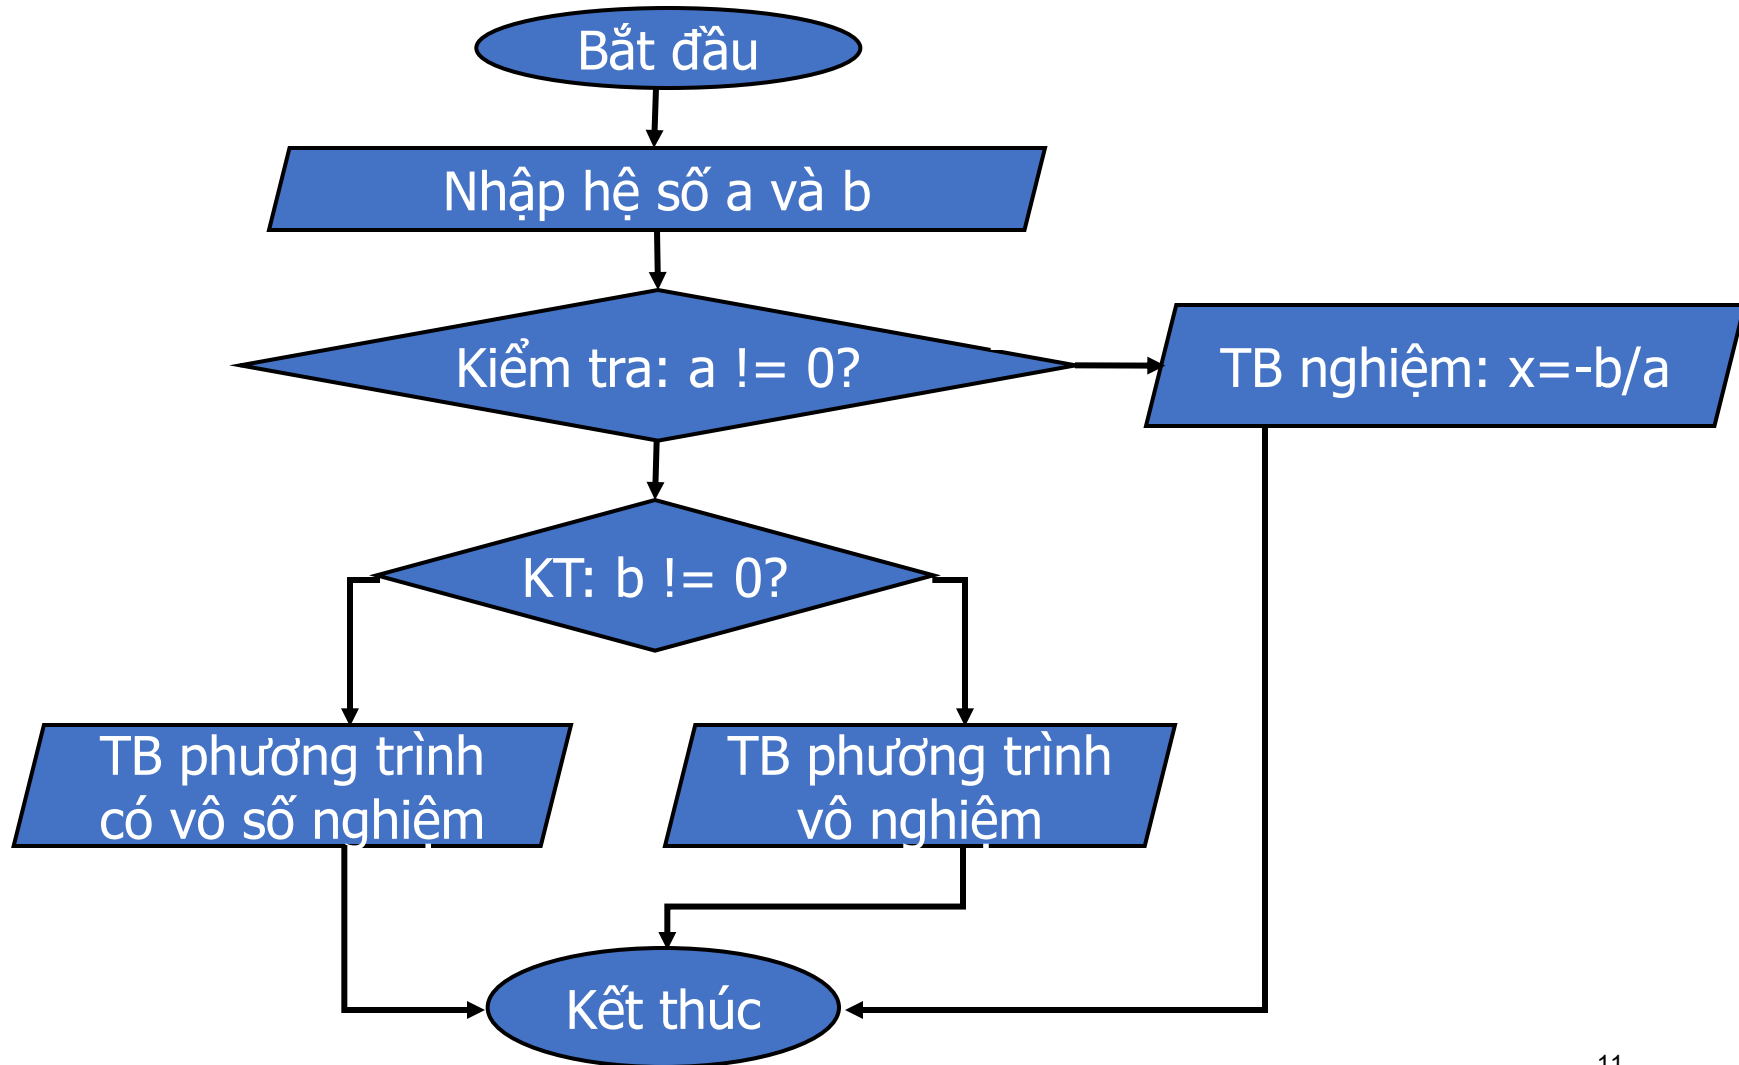 Bắt đầu
Nhập hệ số a và b
Kiểm tra: a != 0?
TB nghiệm: x=-b/a
KT: b != 0?
TB phương trình
có vô số nghiệm
TB phương trình
vô nghiệm
Kết thúc
11